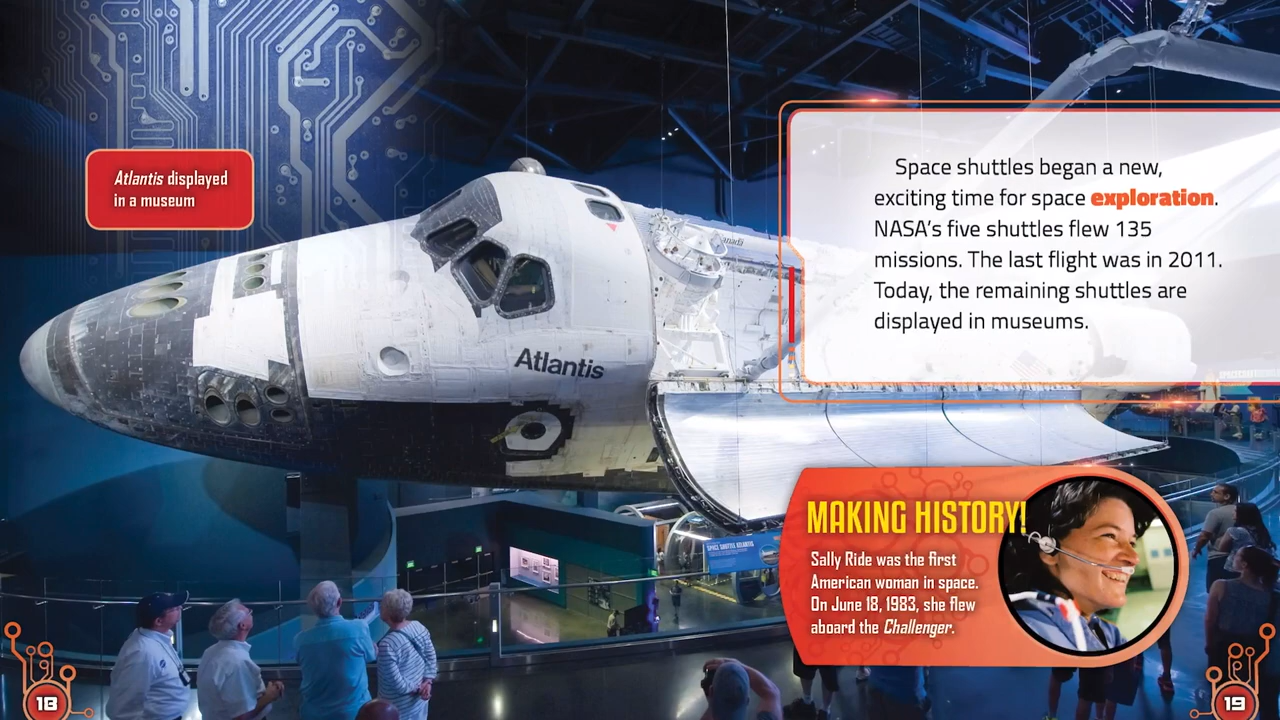 Atlantis displayed
in a museum
Space shuttles began a new,
exciting time for space exploration.
NASA’s five shuttles flew 135
missions. The last flight was in 2011.
Today, the remaining shuttles are
displayed in museums.
Atlantis
SPACE SHUTTLE ATLANTIS
MAKING HISTORY!
Sally Ride was the first
American woman in space.
On June 18, 1983, she flew
aboard the Challenger.
18
19